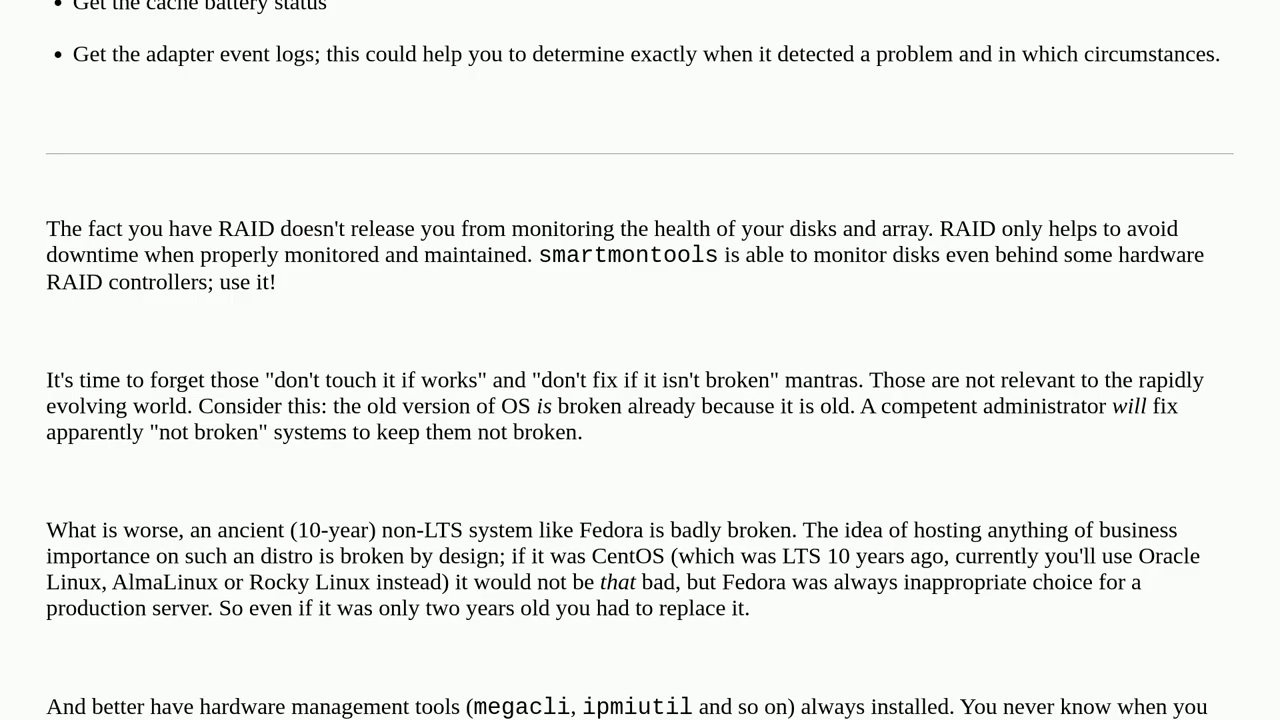 • Get the cache battery status
• Get the adapter event logs; this could help you to determine exactly when it detected a problem and in which circumstances.
The fact you have RAID doesn't release you from monitoring the health of your disks and array. RAID only helps to avoid
downtime when properly monitored and maintained. smartmontools is able to monitor disks even behind some hardware
RAID controllers; use it!
It's time to forget those "don't touch it if works" and "don't fix if it isn't broken" mantras. Those are not relevant to the rapidly
evolving world. Consider this: the old version of OS is broken already because it is old. A competent administrator will fix
apparently "not broken" systems to keep them not broken.
What is worse, an ancient (10-year) non-LTS system like Fedora is badly broken. The idea of hosting anything of business
importance on such an distro is broken by design; if it was CentOS (which was LTS 10 years ago, currently you'll use Oracle
Linux, AlmaLinux or Rocky Linux instead) it would not be that bad, but Fedora was always inappropriate choice for a
production server. So even if it was only two years old you had to replace it.
And better have hardware management tools (megacli, ipmiutil and so on) always installed. You never know when you